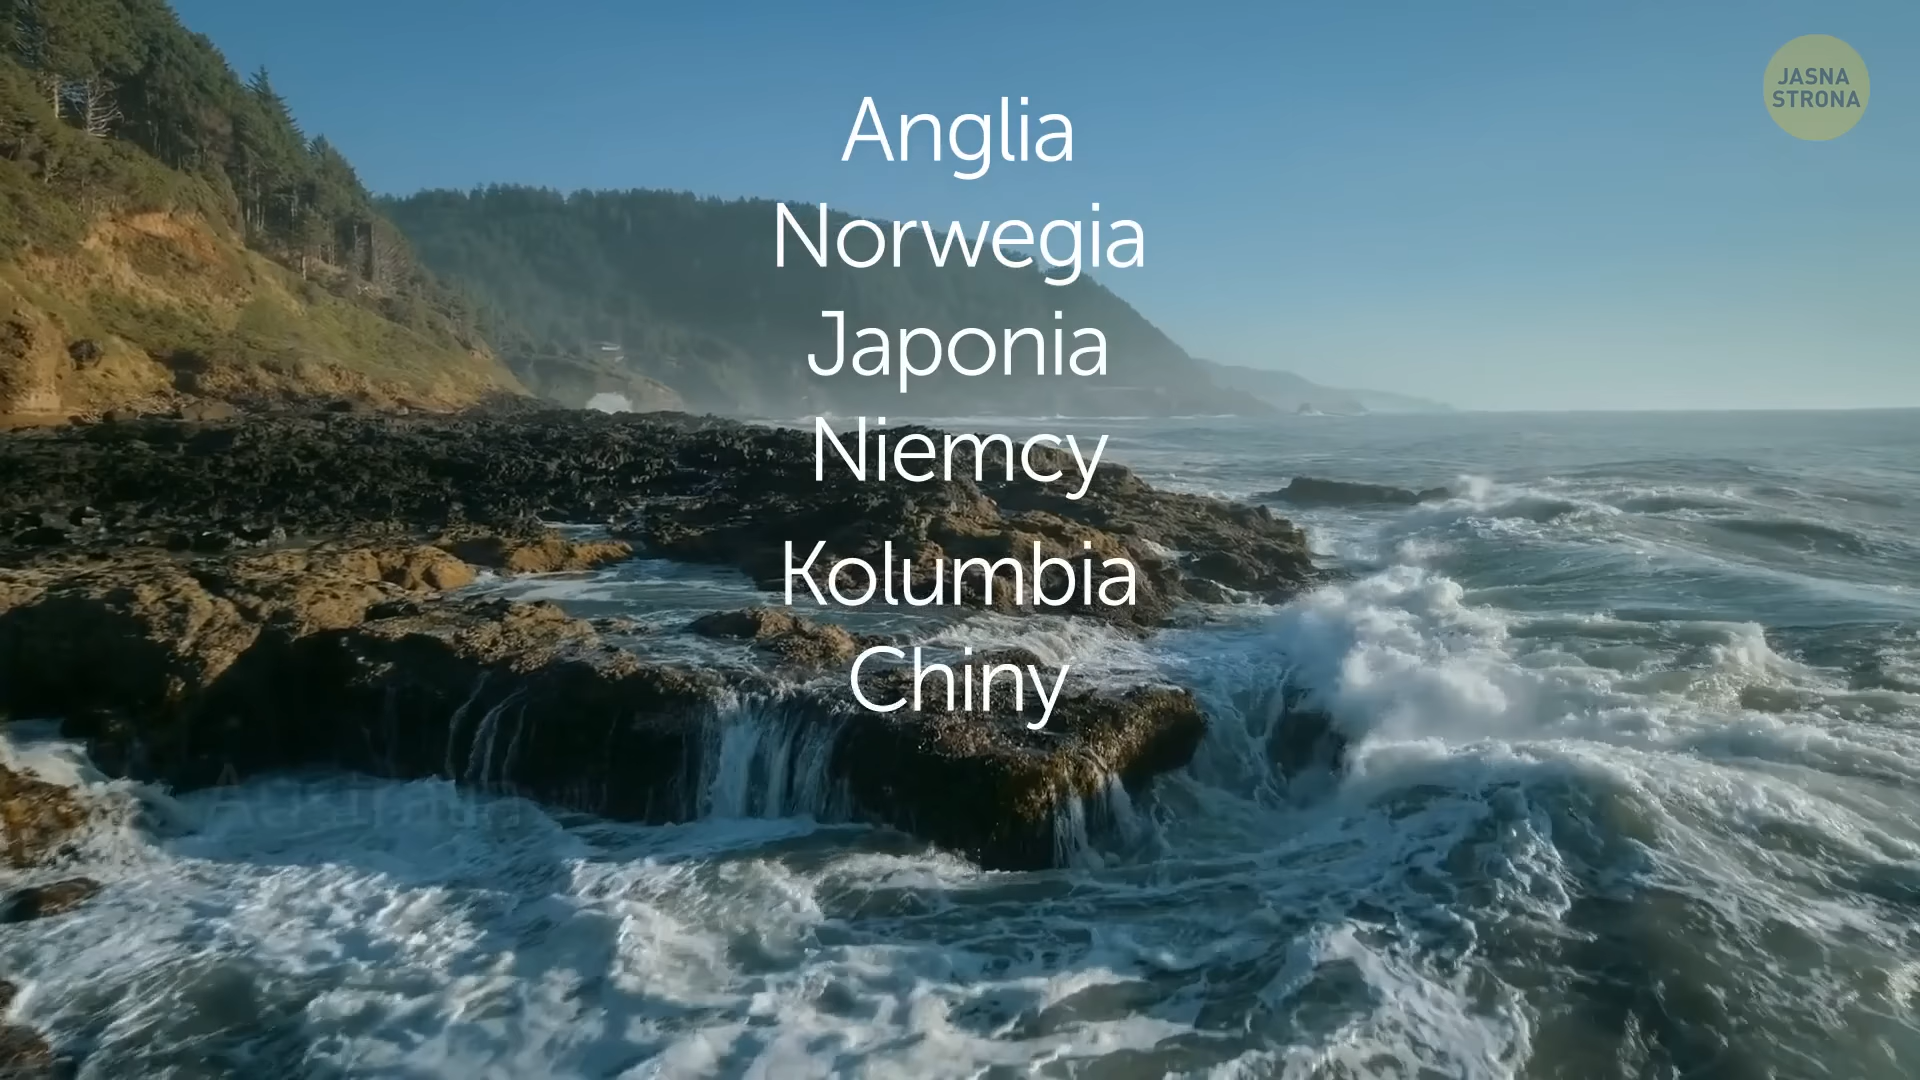 JASNA
STRONA
Anglia
Norwegia
Japonia
Niemcy
Kolumbia
Chiny